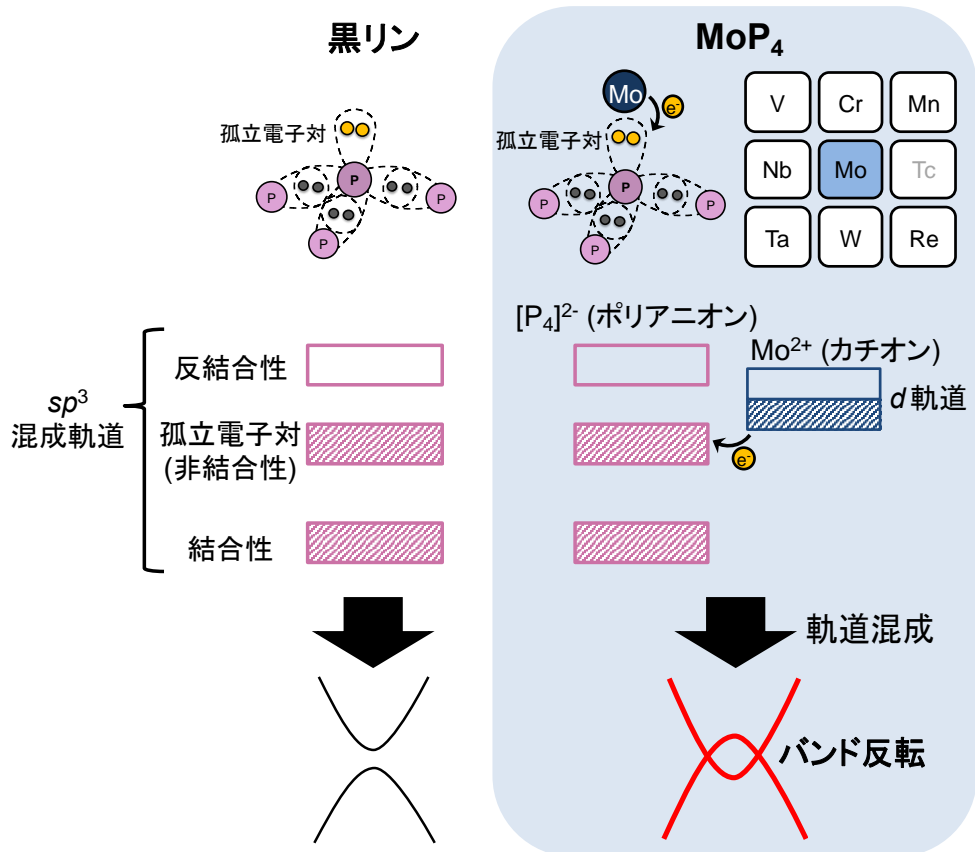 黒リン
孤立電子対
P
P
P
P
sp³
混成軌道
反結合性
孤立電子対
(非結合性)
結合性
MoP₄
Mo
e⁻
孤立電子対
P
P
P
P
V Cr Mn
Nb Mo Tc
Ta W Re
[P₄]²⁻ (ポリアニオン)
Mo²⁺ (カチオン)
d 軌道
e⁻
軌道混成
バンド反転